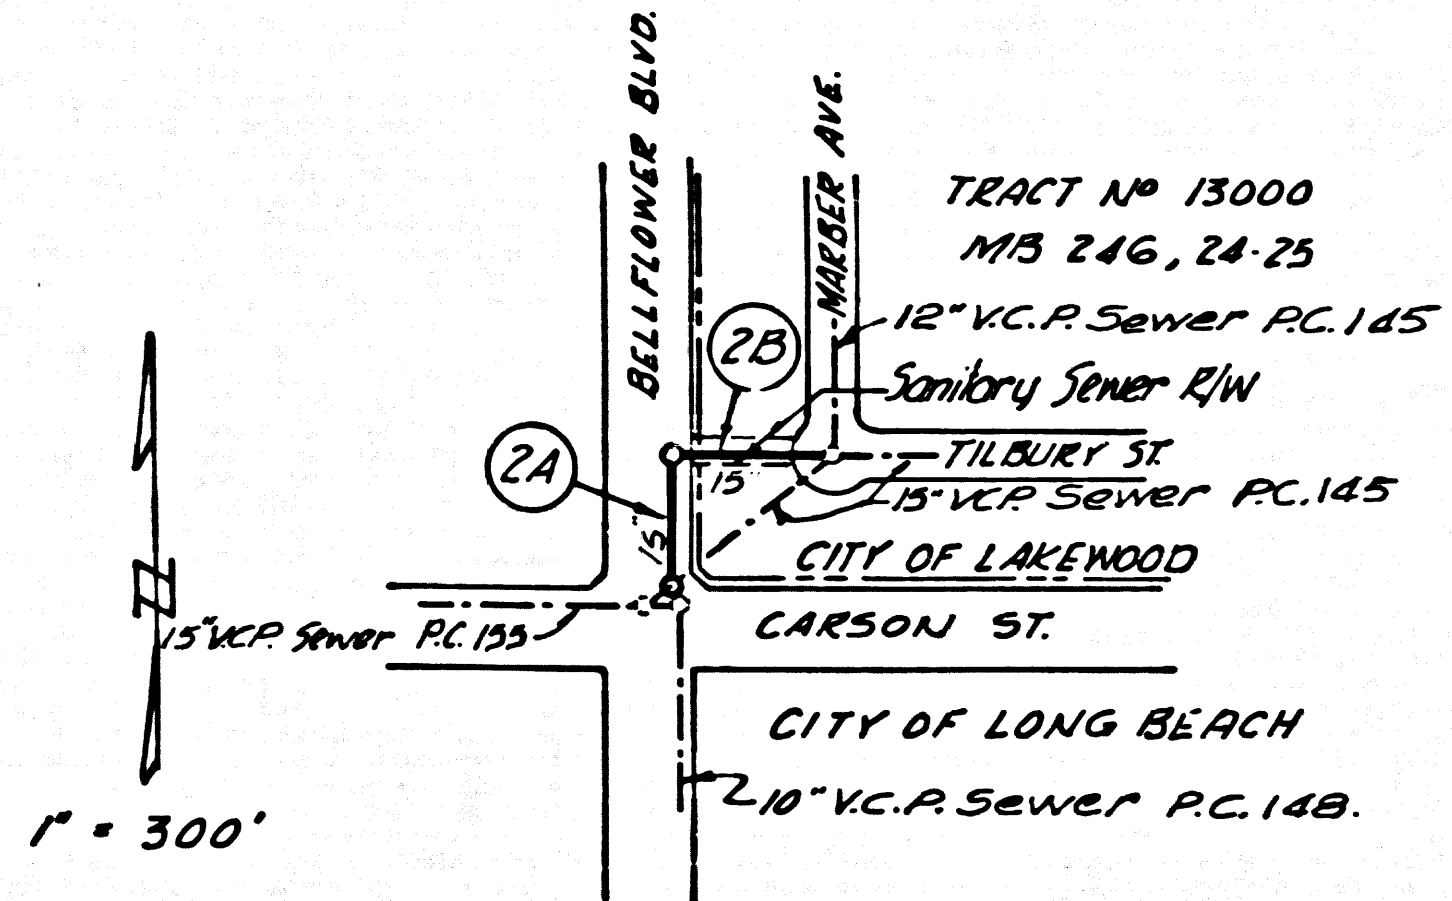 BELLFLOWER BLVD.
MARBER AVE.
TRACT Nº 13000
MB 246, 24-25
12" V.C.P. Sewer P.C. 145
2B
Sanitary Sewer R/W
2A
TILBURY ST.
15"
15" V.C.P. Sewer P.C. 145
15"
CITY OF LAKEWOOD
15" V.C.P. Sewer P.C. 133
CARSON ST.
CITY OF LONG BEACH
10" V.C.P. Sewer P.C. 148.
1" = 300'